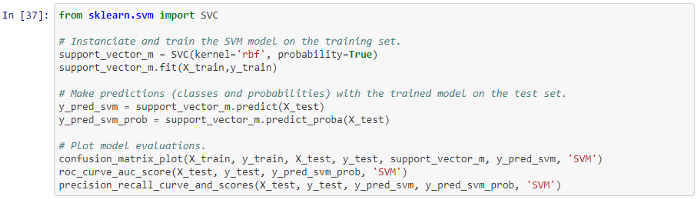 In [37]: from sklearn.svm import SVC
# Instanciate and train the SVM model on the training set.
support_vector_m = SVC(kernel='rbf', probability=True)
support_vector_m.fit(X_train,y_train)
# Make predictions (classes and probabilities) with the trained model on the test set.
y_pred_svm = support_vector_m.predict(X_test)
y_pred_svm_prob = support_vector_m.predict_proba(X_test)
# Plot model evaluations.
confusion_matrix_plot(X_train, y_train, X_test, y_test, support_vector_m, y_pred_svm, 'SVM')
roc_curve_auc_score(X_test, y_test, y_pred_svm_prob, 'SVM')
precision_recall_curve_and_scores(X_test, y_test, y_pred_svm, y_pred_svm_prob, 'SVM')